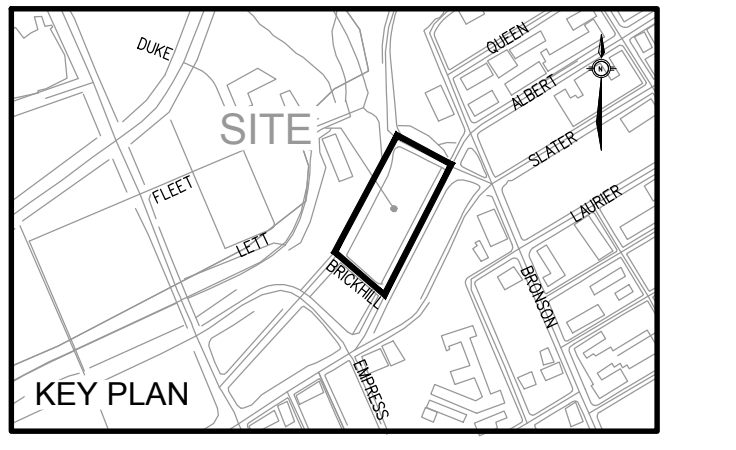 DUKE
QUEEN
N
ALBERT
SITE
SLATER
FLEET
LAURIER
LETT
BRICKHILL
BRONSON
EMPRESS
KEY PLAN